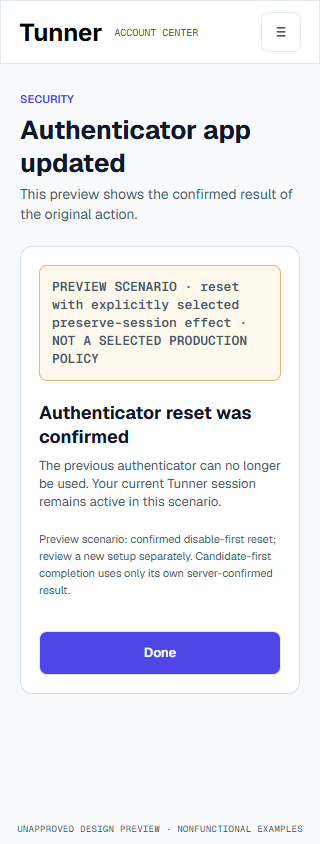 Tunner ACCOUNT CENTER ☰
SECURITY
Authenticator app
updated
This preview shows the confirmed result of
the original action.
PREVIEW SCENARIO · reset
with explicitly selected
preserve-session effect ·
NOT A SELECTED PRODUCTION
POLICY
Authenticator reset was
confirmed
The previous authenticator can no longer
be used. Your current Tunner session
remains active in this scenario.
Preview scenario: confirmed disable-first reset;
review a new setup separately. Candidate-first
completion uses only its own server-confirmed
result.
Done
UNAPPROVED DESIGN PREVIEW · NONFUNCTIONAL EXAMPLES